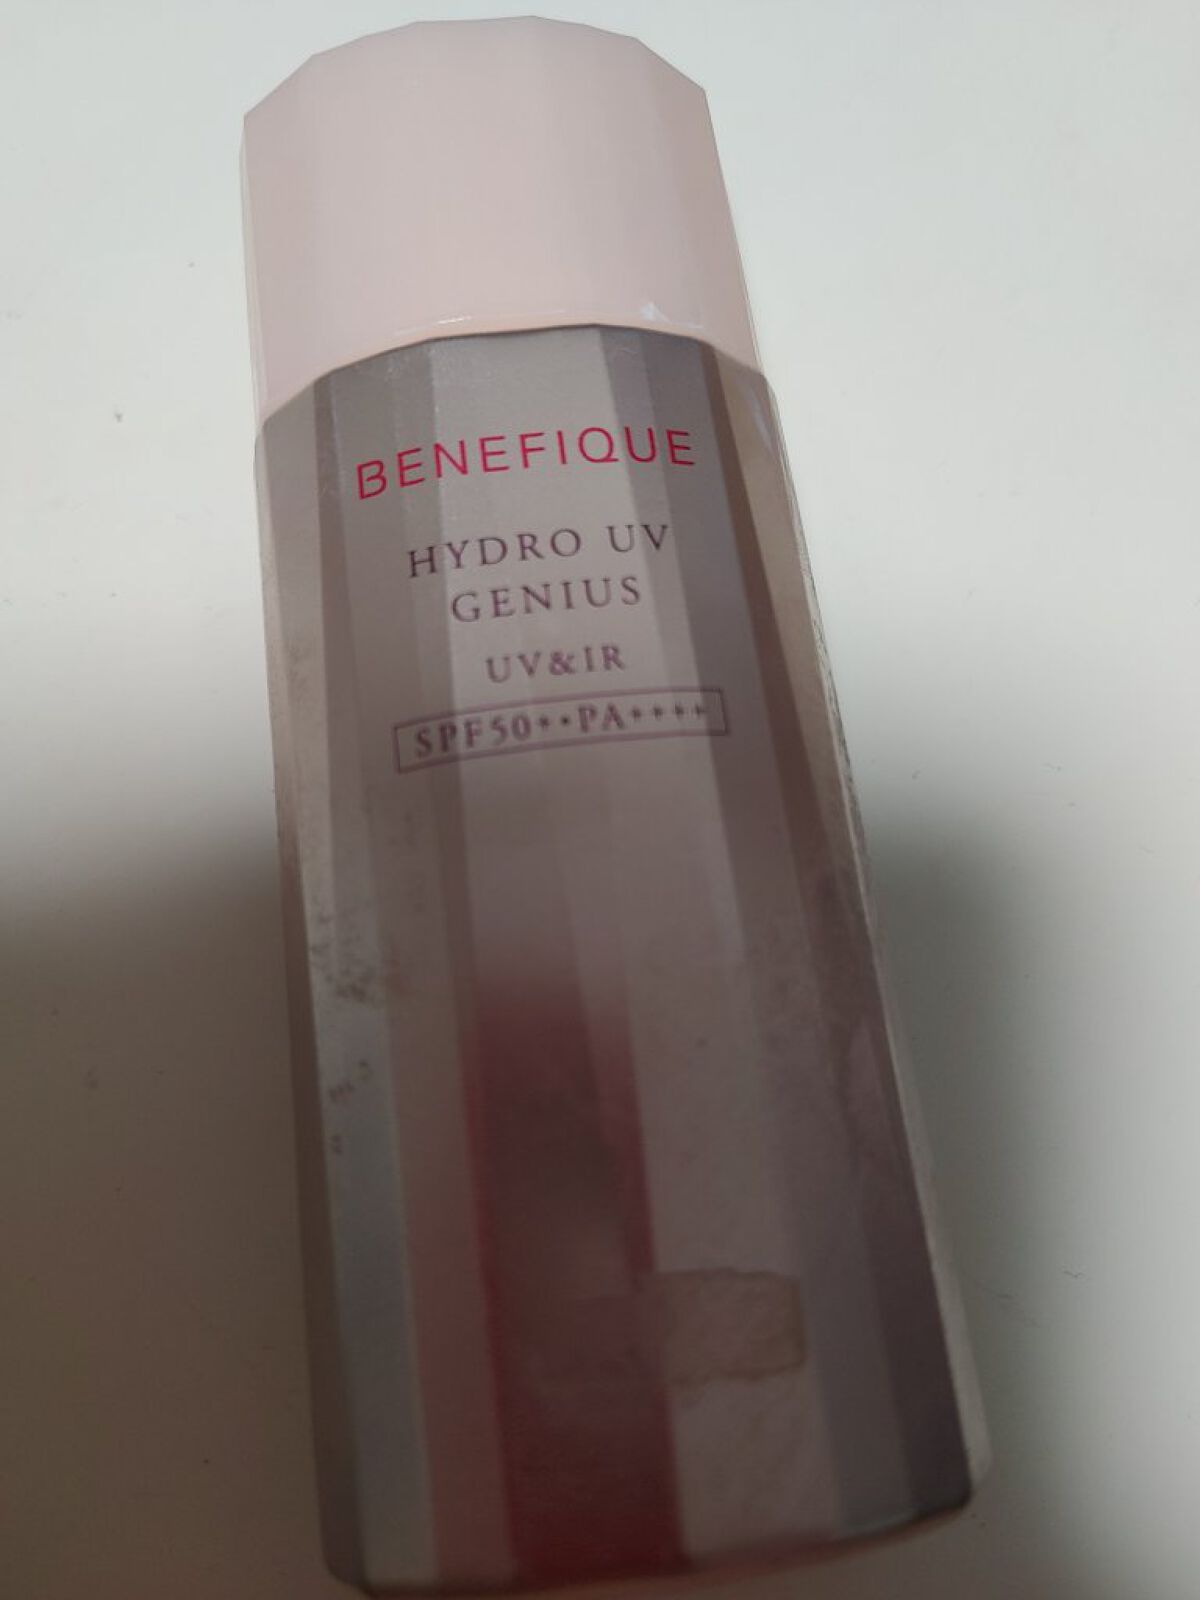 BENEFIQUE
HYDRO UV
GENIUS
UV&IR
SPF50+・PA++++